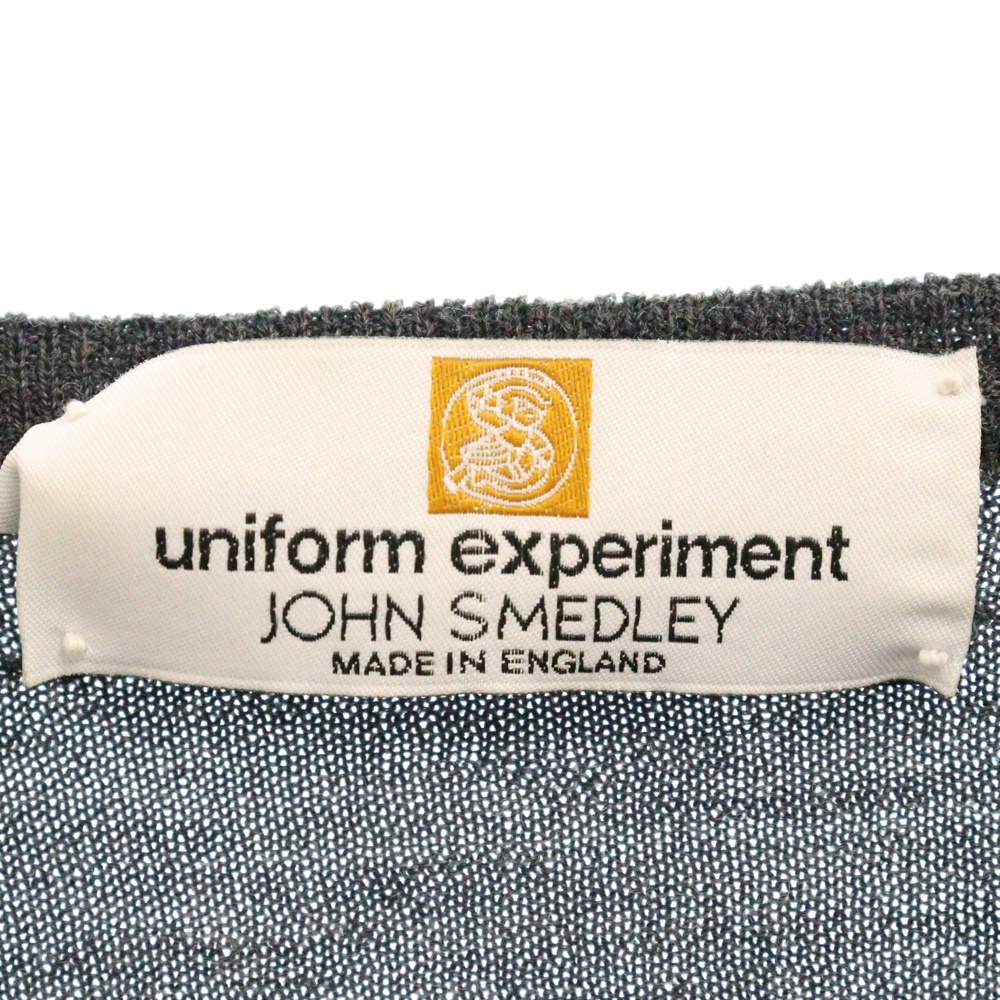 uniform experiment
JOHN SMEDLEY
MADE IN ENGLAND